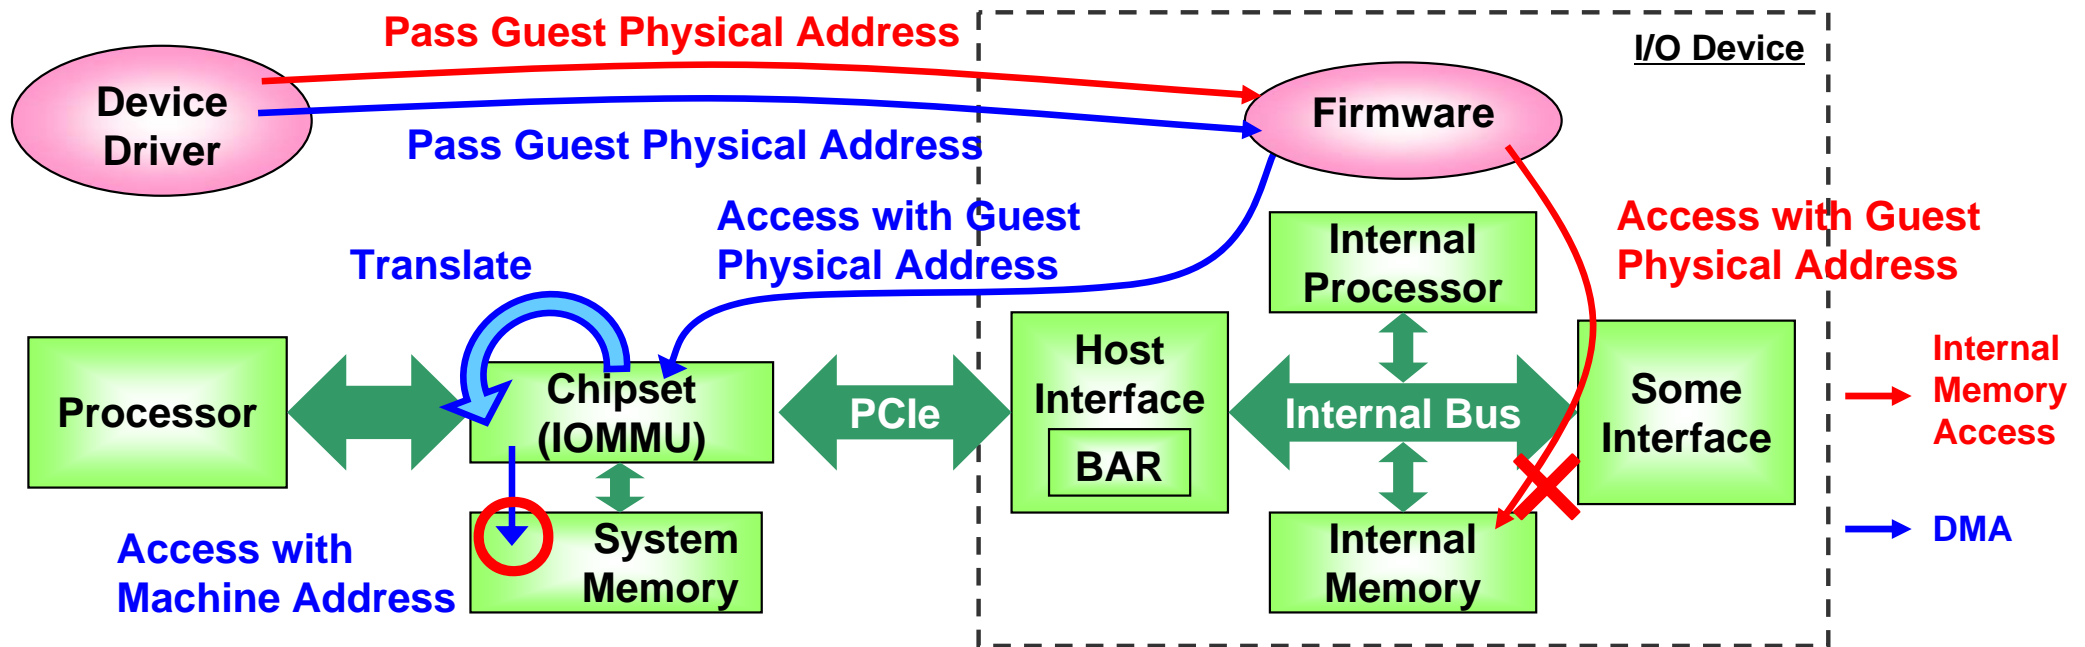 Pass Guest Physical Address
I/O Device
Device
Driver
Firmware
Pass Guest Physical Address
Access with Guest
Physical Address
Access with Guest
Physical Address
Translate
Internal
Processor
Processor
Chipset
(IOMMU)
PCIe
Host
Interface
BAR
Internal Bus
Some
Interface
Internal
Memory
Access
System
Memory
Internal
Memory
Access with
Machine Address
DMA